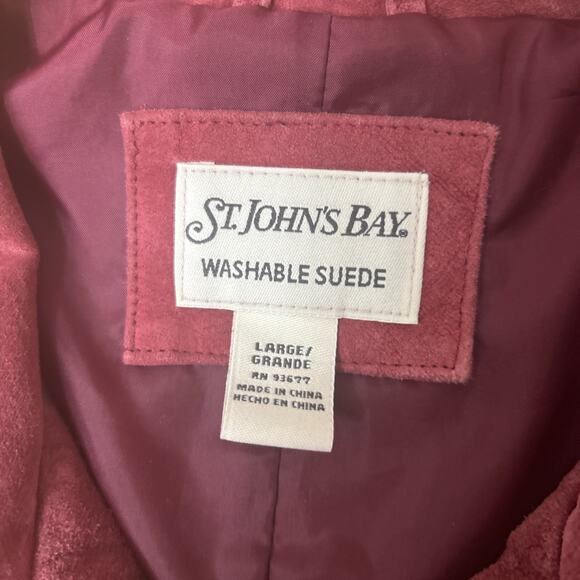 ST. JOHN'S BAY®
WASHABLE SUEDE
LARGE/
GRANDE
RN 93677
MADE IN CHINA
HECHO EN CHINA